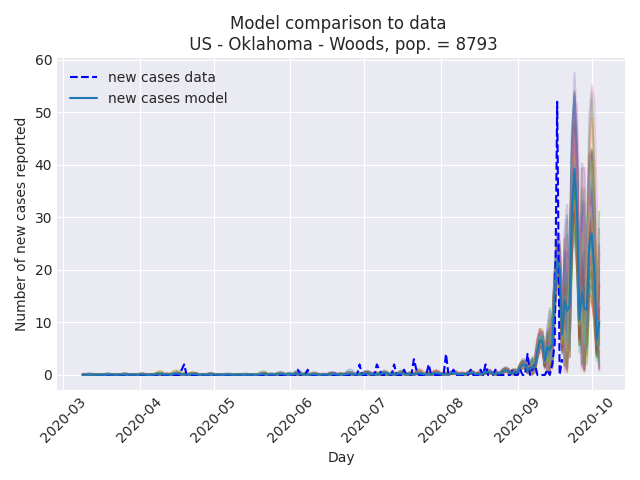 Model comparison to data
US - Oklahoma - Woods, pop. = 8793
new cases data
new cases model
Number of new cases reported
60
50
40
30
20
10
0
2020-03
2020-04
2020-05
2020-06
2020-07
2020-08
2020-09
2020-10
Day